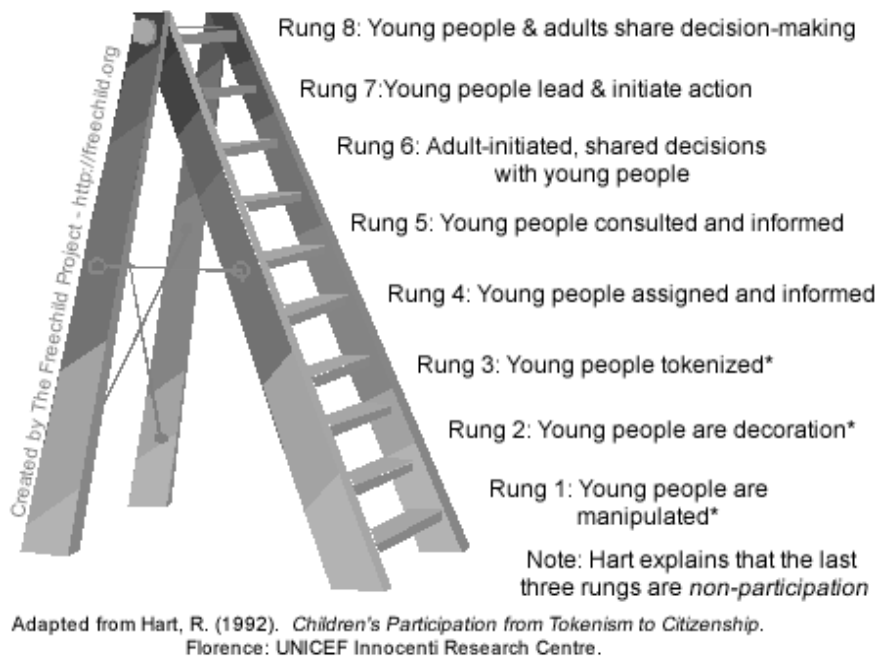 Rung 8: Young people & adults share decision-making
Rung 7:Young people lead & initiate action
Rung 6: Adult-initiated, shared decisions
with young people
Rung 5: Young people consulted and informed
Rung 4: Young people assigned and informed
Rung 3: Young people tokenized*
Rung 2: Young people are decoration*
Rung 1: Young people are
manipulated*
Note: Hart explains that the last
three rungs are non-participation
Created by The Freechild Project - http://freechild.org
Adapted from Hart, R. (1992). Children's Participation from Tokenism to Citizenship.
Florence: UNICEF Innocenti Research Centre.